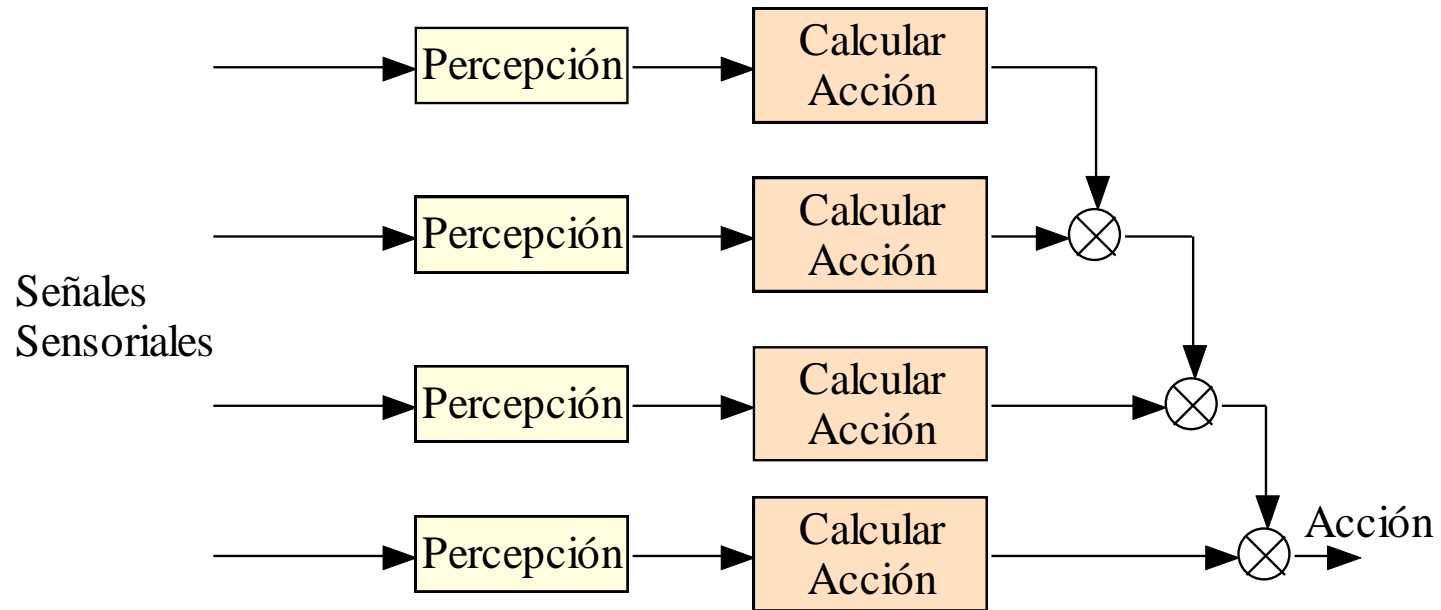 Percepción
Calcular
Acción
Percepción
Calcular
Acción
Señales
Sensoriales
Percepción
Calcular
Acción
Percepción
Calcular
Acción
Acción